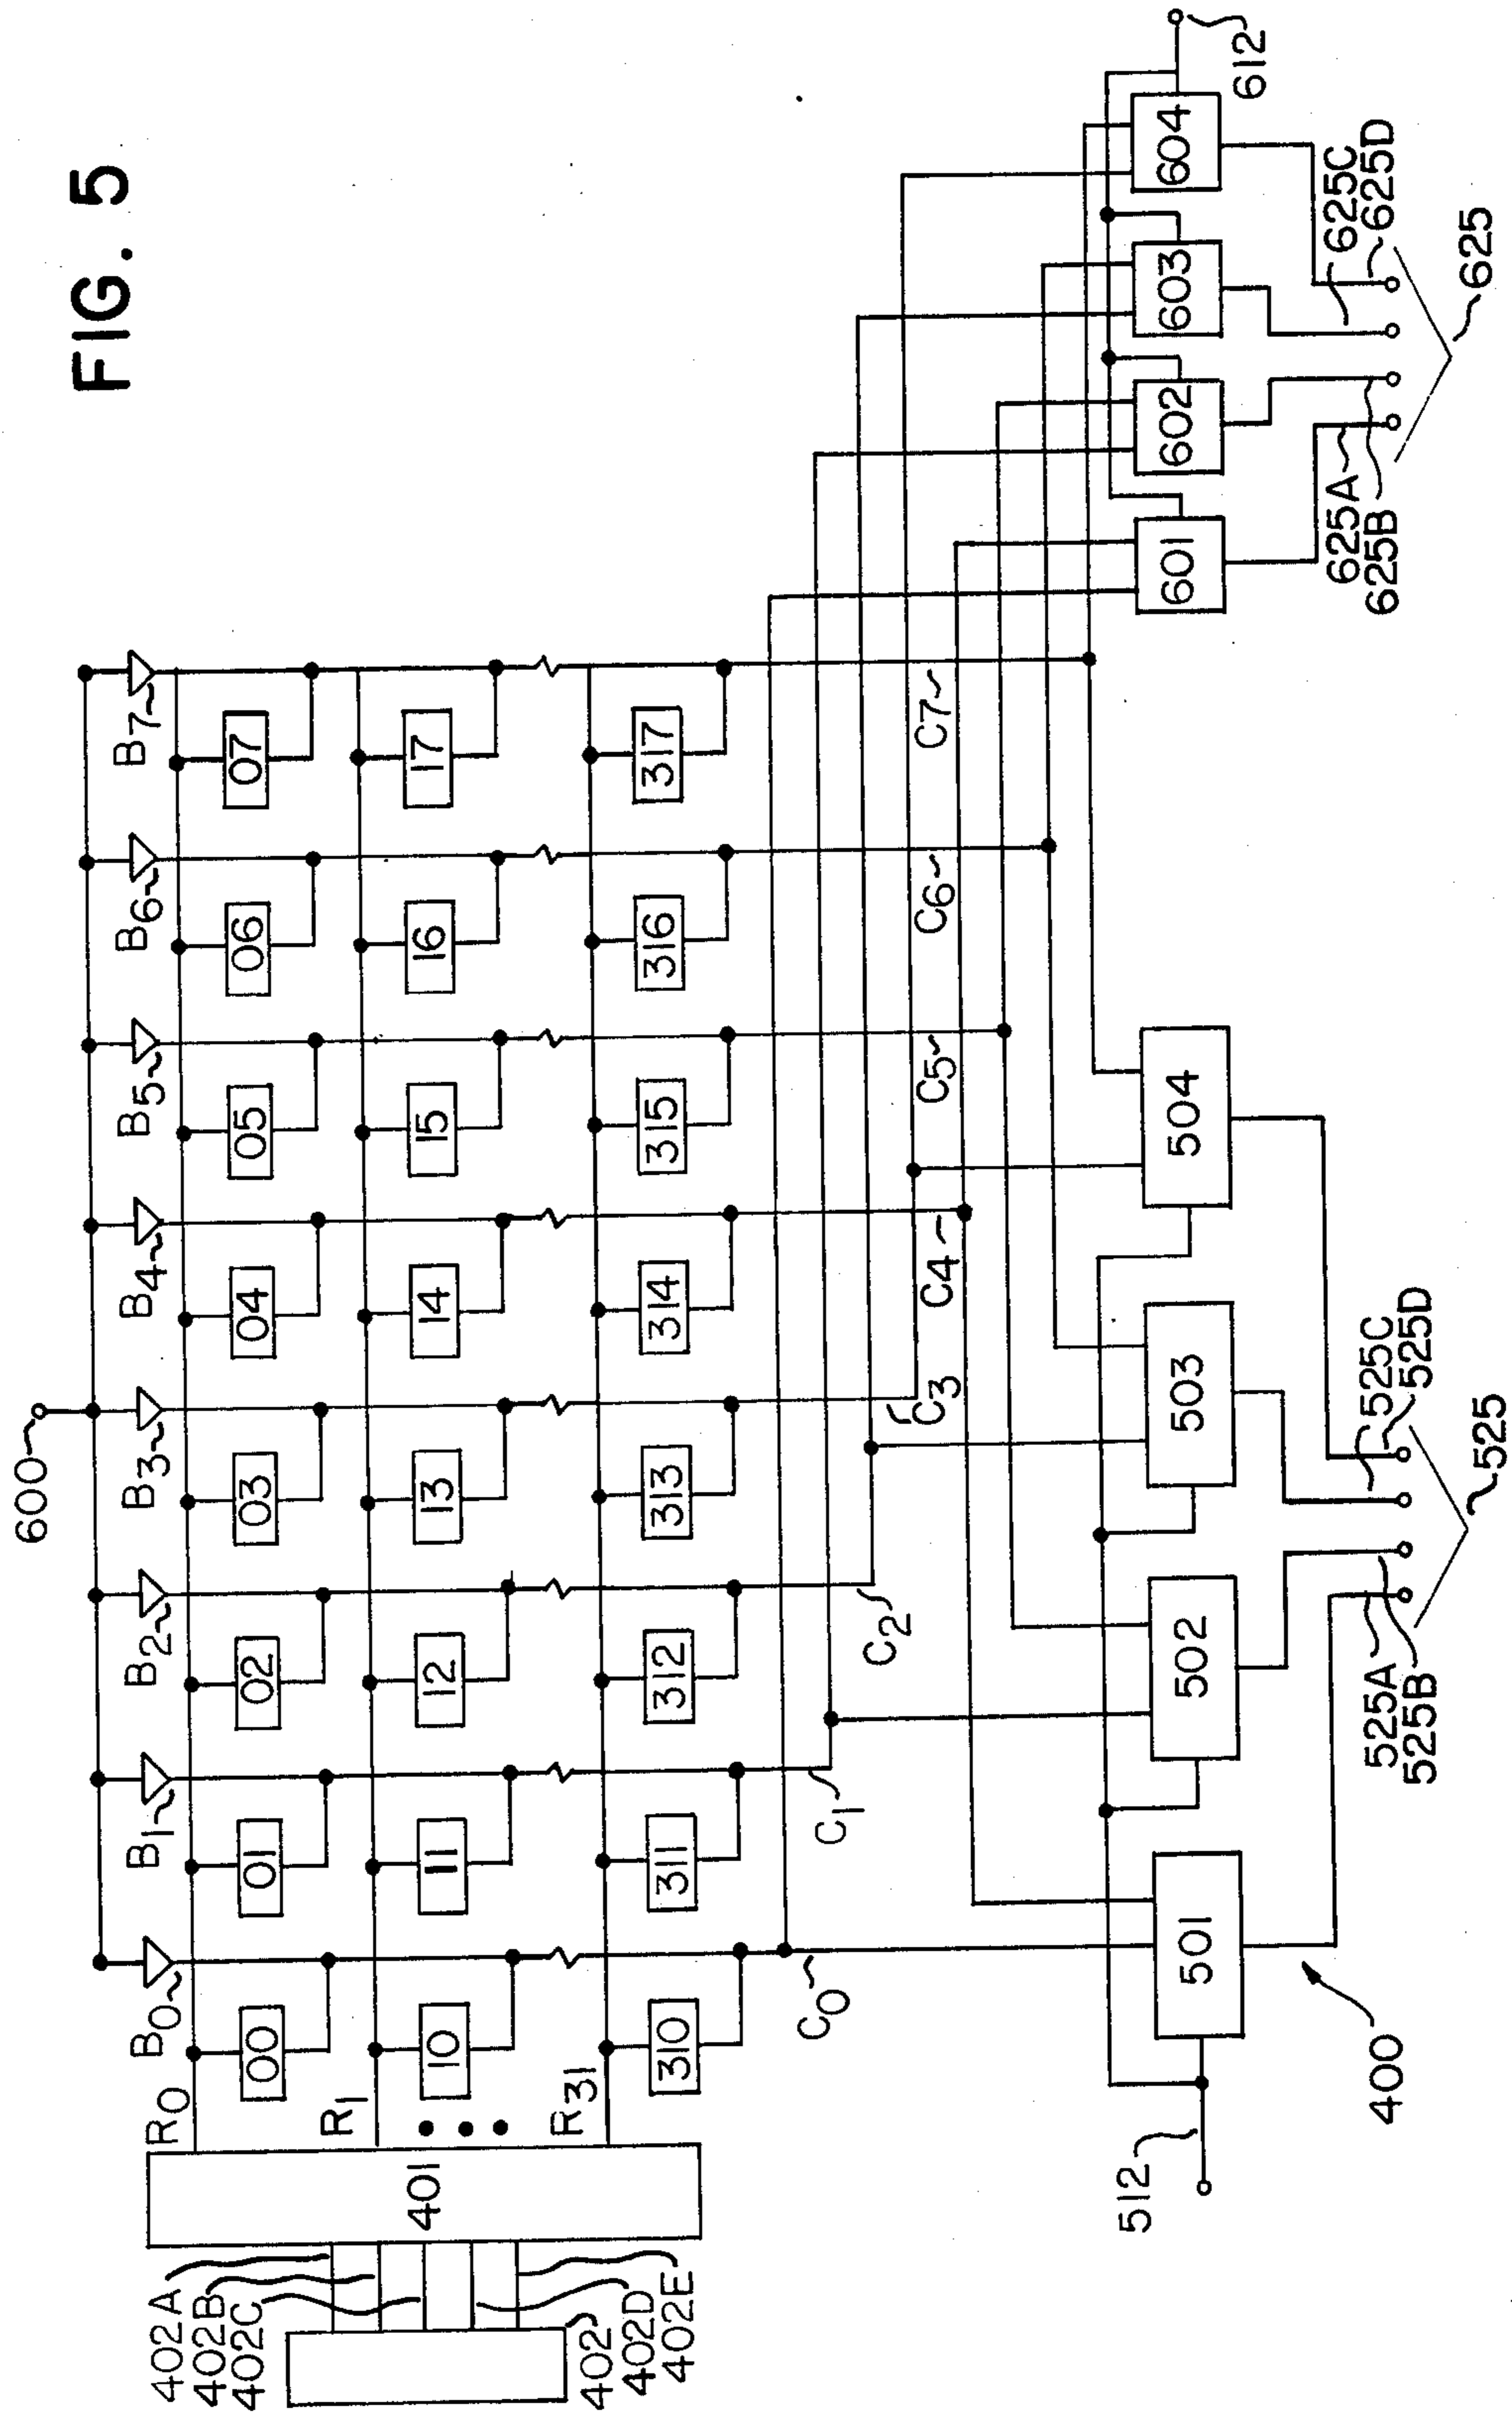 FIG. 5
600
B0 B1 B2 B3 B4 B5 B6 B7
R0
00 01 02 03 04 05 06 07
R1
10 11 12 13 14 15 16 17
R31
310 311 312 313 314 315 316 317
401
402A
402B
402C
402
402D
402E
C0 C1 C2 C3 C4 C5 C6 C7
512
501 502 503 504
601 602 603 604
612
400
525A
525B
525C
525D
525
625A
625B
625C
625D
625